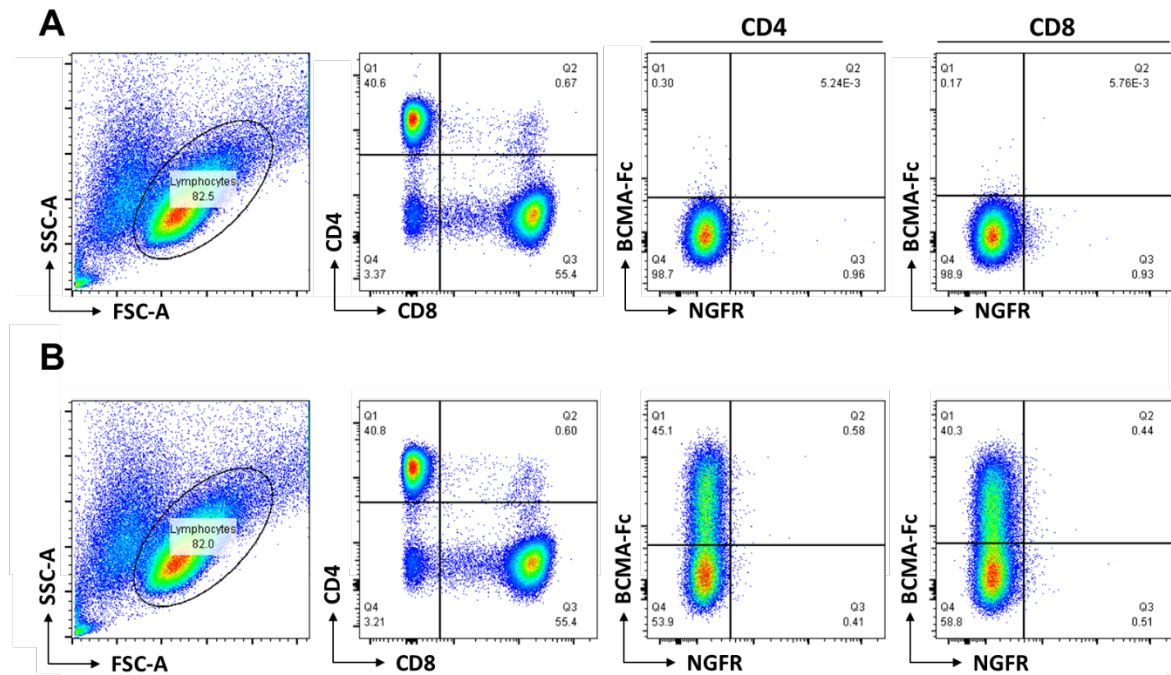 A
CD4
CD8
SSC-A
FSC-A
Lymphocytes
82.5
CD4
CD8
Q1
40.6
Q2
0.67
Q4
3.37
Q3
55.4
BCMA-Fc
NGFR
Q1
0.30
Q2
5.24E-3
Q4
98.7
Q3
0.96
BCMA-Fc
NGFR
Q1
0.17
Q2
5.76E-3
Q4
98.9
Q3
0.93
B
SSC-A
FSC-A
Lymphocytes
82.0
CD4
CD8
Q1
40.8
Q2
0.60
Q4
3.21
Q3
55.4
BCMA-Fc
NGFR
Q1
45.1
Q2
0.58
Q4
53.9
Q3
0.41
BCMA-Fc
NGFR
Q1
40.3
Q2
0.44
Q4
58.8
Q3
0.51